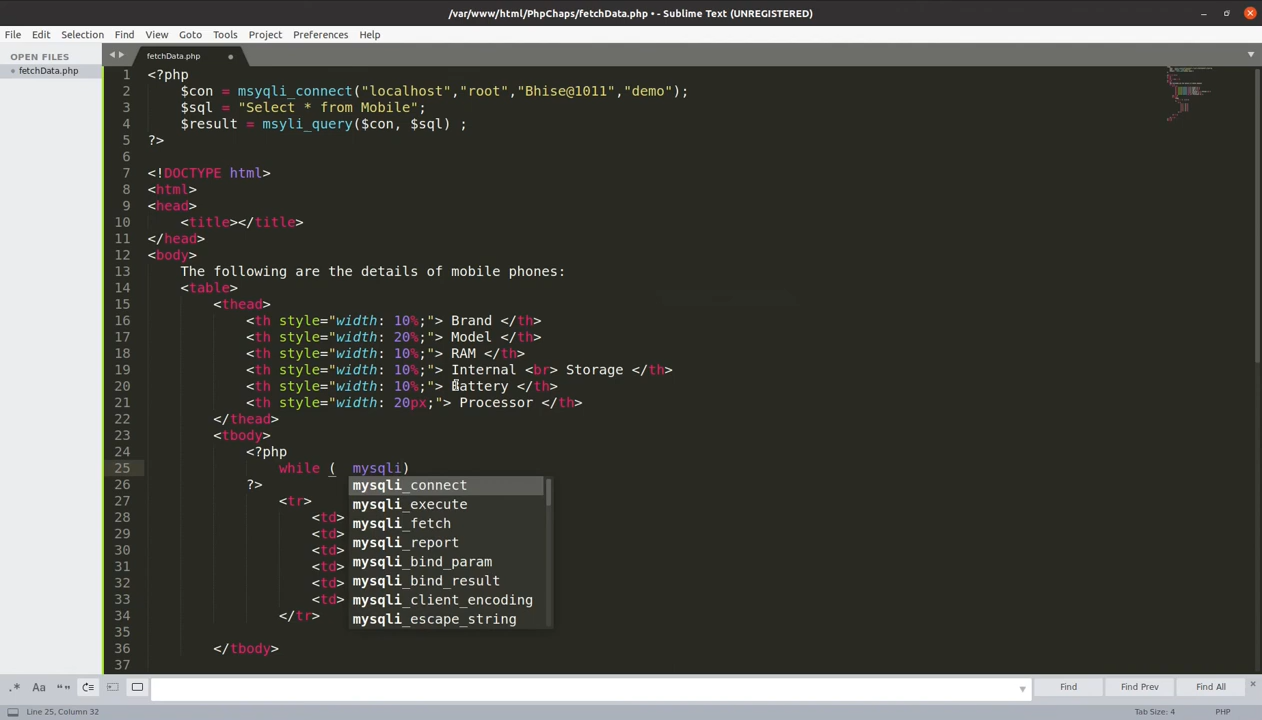 /var/www/html/PhpChaps/fetchData.php • - Sublime Text (UNREGISTERED)
File Edit Selection Find View Goto Tools Project Preferences Help
OPEN FILES
fetchData.php
fetchData.php
1 <?php
2 $con = msyqli_connect("localhost","root","Bhise@1011","demo");
3 $sql = "Select * from Mobile";
4 $result = msyli_query($con, $sql) ;
5 ?>
6
7 <!DOCTYPE html>
8 <html>
9 <head>
10 <title></title>
11 </head>
12 <body>
13 The following are the details of mobile phones:
14 <table>
15 <thead>
16 <th style="width: 10%;"> Brand </th>
17 <th style="width: 20%;"> Model </th>
18 <th style="width: 10%;"> RAM </th>
19 <th style="width: 10%;"> Internal <br> Storage </th>
20 <th style="width: 10%;"> Battery </th>
21 <th style="width: 20px;"> Processor </th>
22 </thead>
23 <tbody>
24 <?php
25 while (  mysqli)
26 ?>
27 <tr>
28 <td>
29 <td>
30 <td>
31 <td>
32 <td>
33 <td>
34 </tr>
35
36 </tbody>
37
mysqli_connect
mysqli_execute
mysqli_fetch
mysqli_report
mysqli_bind_param
mysqli_bind_result
mysqli_client_encoding
mysqli_escape_string
.* Aa “” Find Find Prev Find All
Line 25, Column 32 Tab Size: 4 PHP